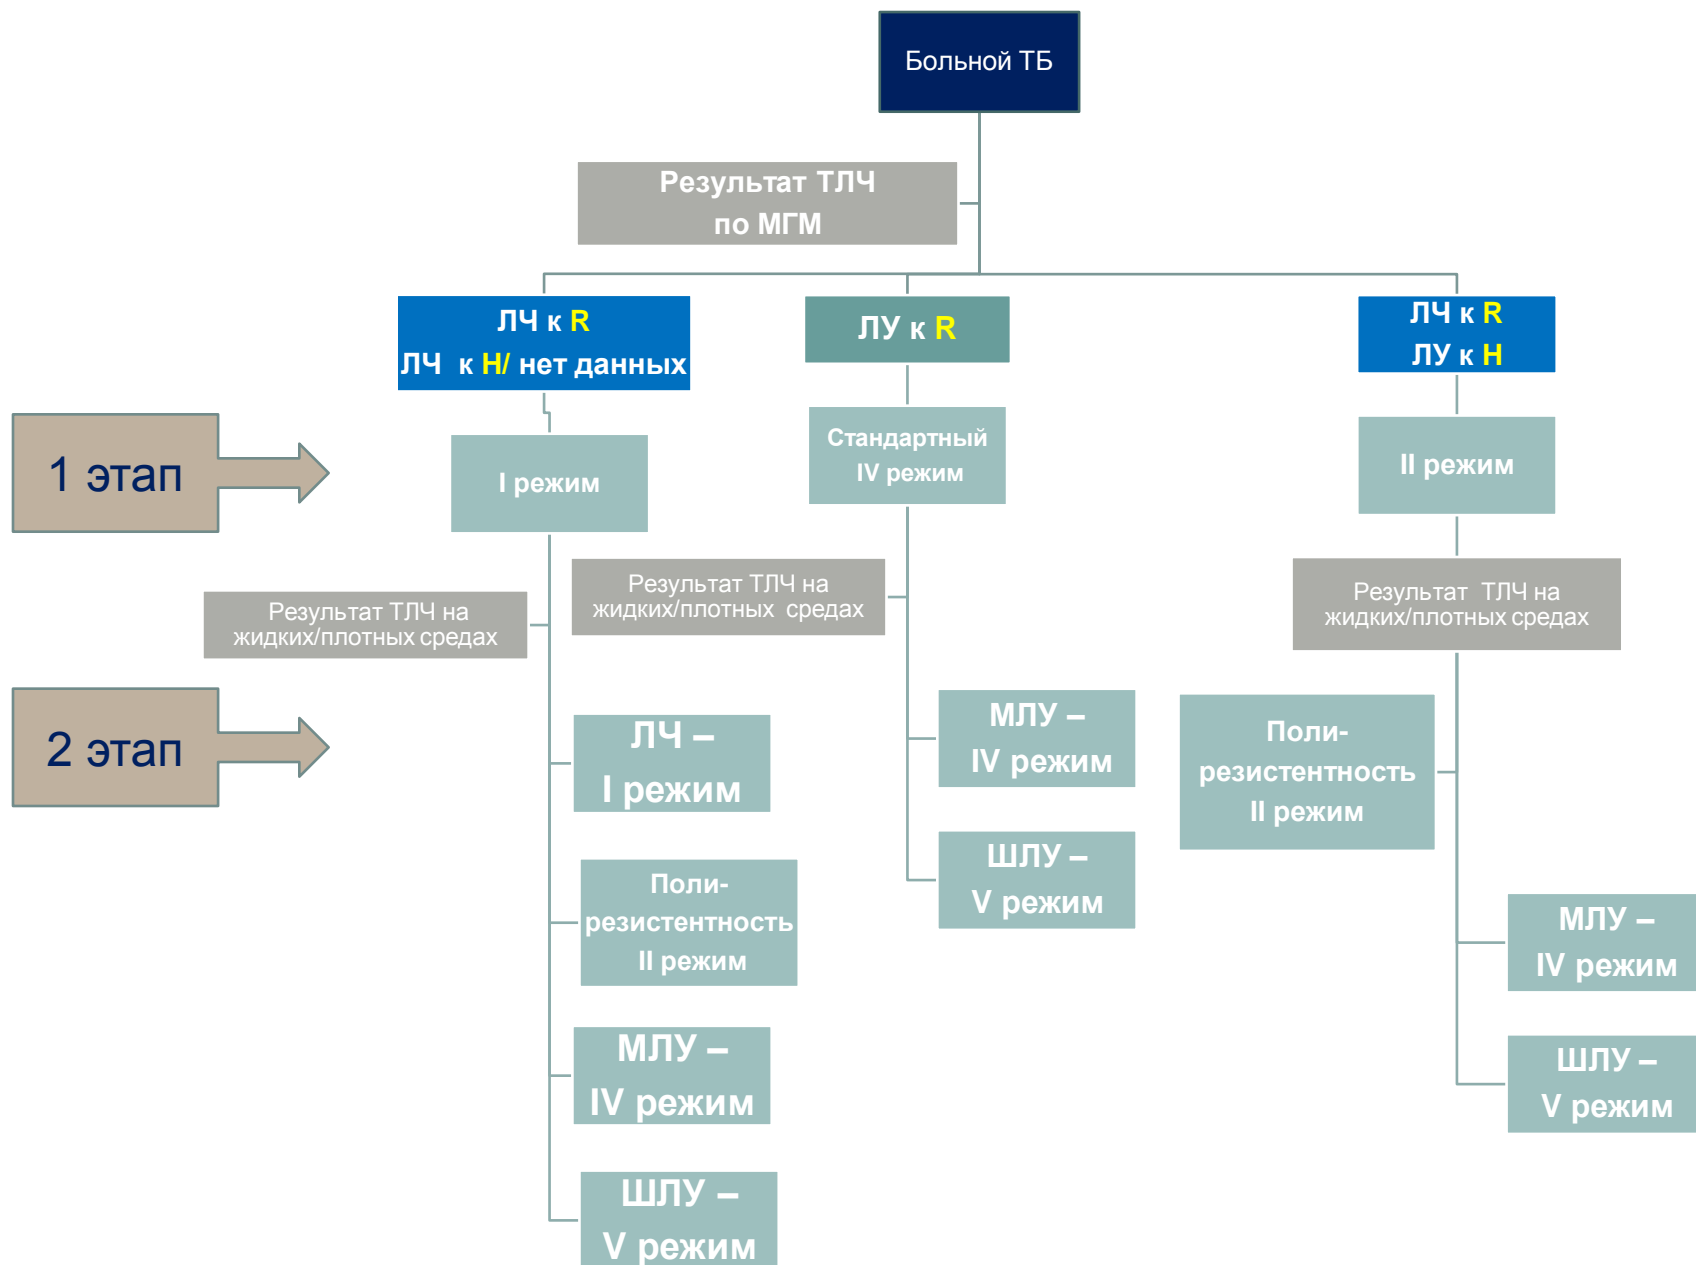 Больной ТБ
Результат ТЛЧ
по МГМ
ЛЧ к R
ЛЧ к H/ нет данных
ЛУ к R
ЛЧ к R
ЛУ к H
1 этап
I режим
Стандартный
IV режим
II режим
Результат ТЛЧ на
жидких/плотных средах
Результат ТЛЧ на
жидких/плотных средах
Результат ТЛЧ на
жидких/плотных средах
2 этап
ЛЧ –
I режим
Поли-
резистентность
II режим
МЛУ –
IV режим
ШЛУ –
V режим
МЛУ –
IV режим
ШЛУ –
V режим
Поли-
резистентность
II режим
МЛУ –
IV режим
ШЛУ –
V режим